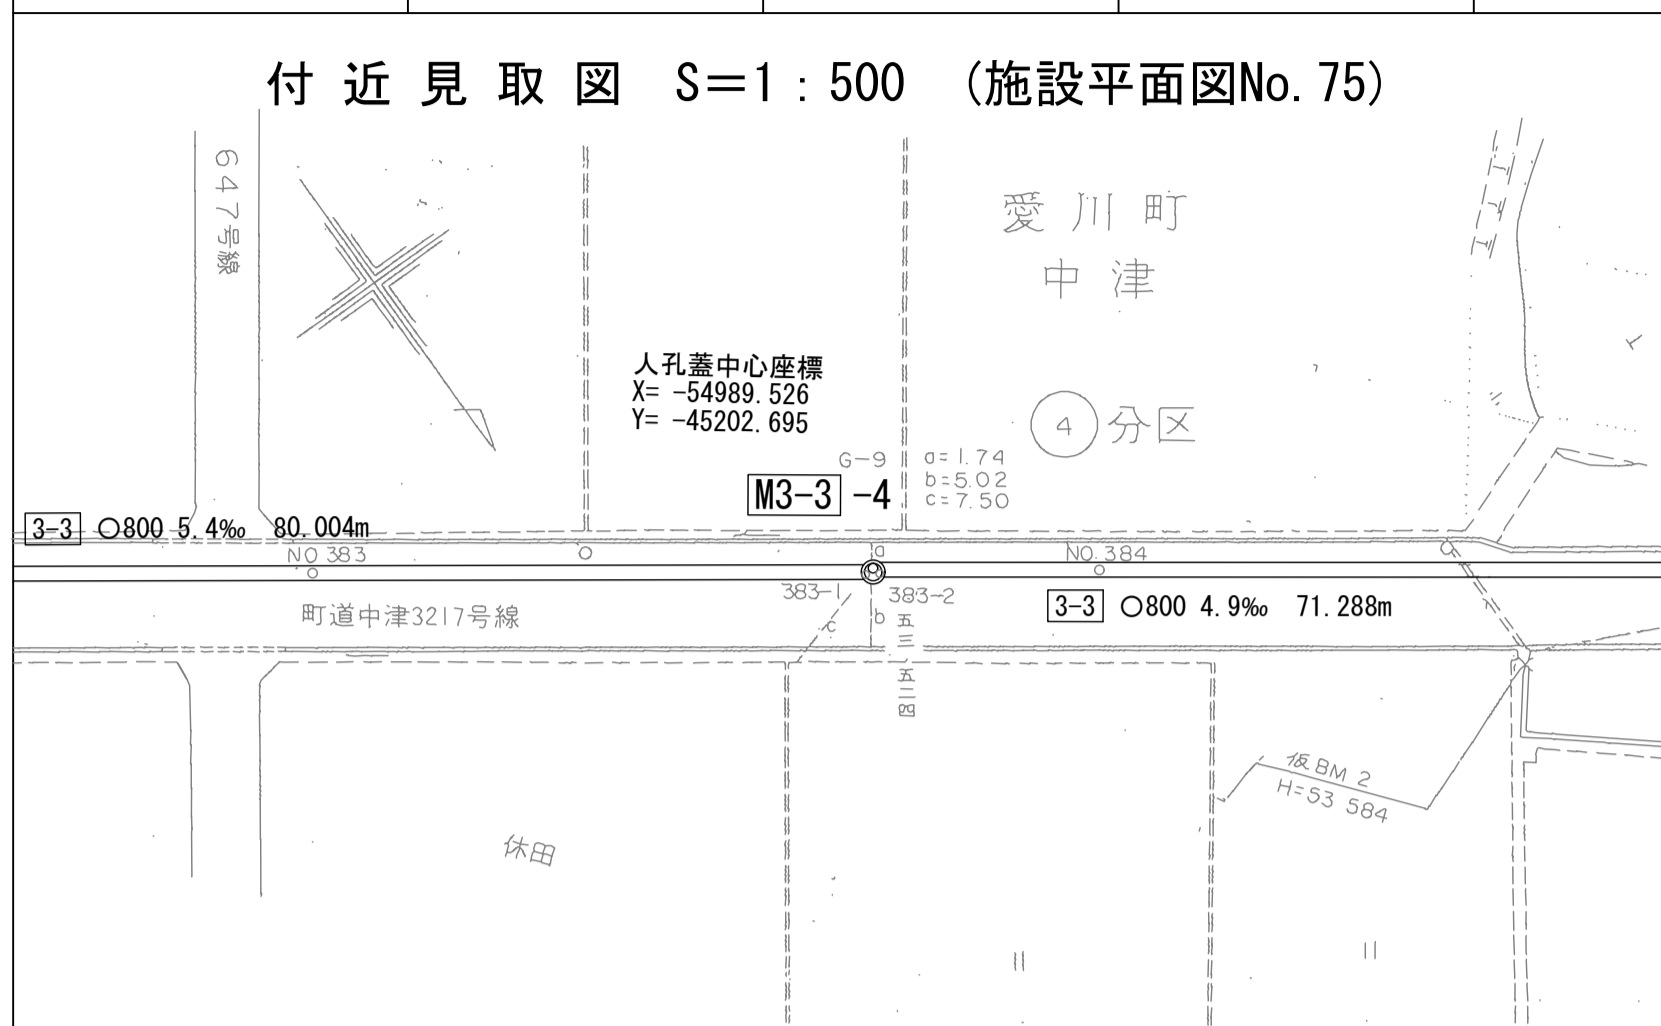 付近見取図 S=1:500 (施設平面図No.75)
647号線
愛川町
中津
人孔蓋中心座標
X= -54989.526
Y= -45202.695
4 分区
G-9
a=1.74
b=5.02
c=7.50
M3-3 -4
3-3 ○800 5.4‰ 80.004m
NO 383
a
NO.384
383-1
383-2
3-3 ○800 4.9‰ 71.288m
町道中津3217号線
c
b
五三
五二四
仮BM 2
H=53 584
休田